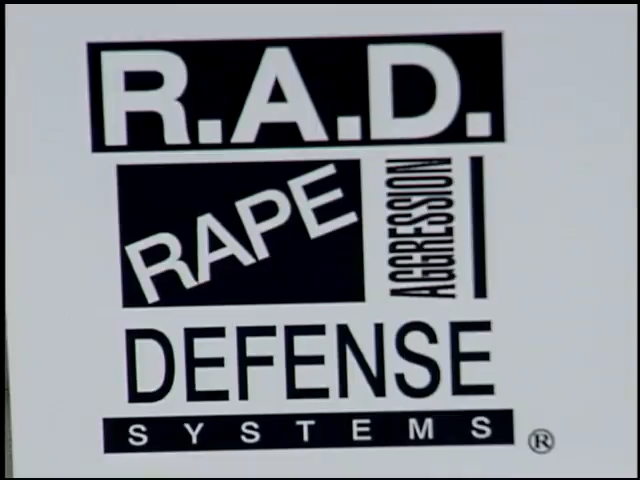 R.A.D.
RAPE
AGGRESSION
DEFENSE
SYSTEMS ®